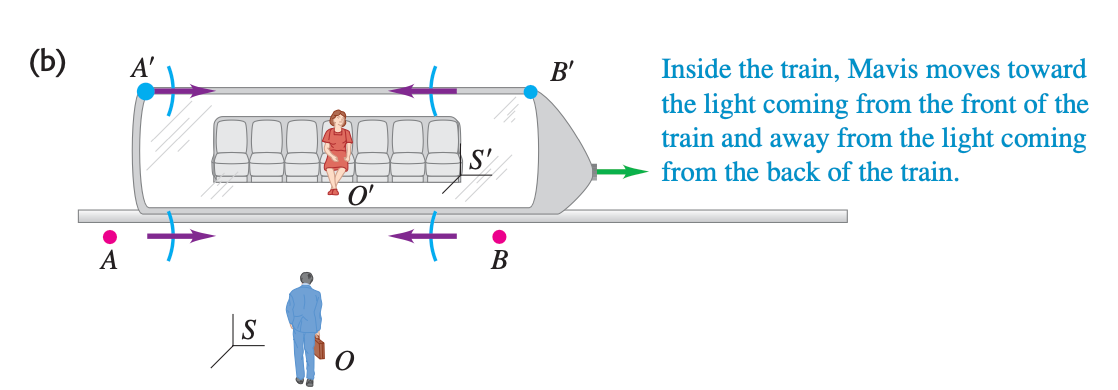 (b)
A′
B′
Inside the train, Mavis moves toward
the light coming from the front of the
train and away from the light coming
from the back of the train.
S′
O′
A
B
S
O